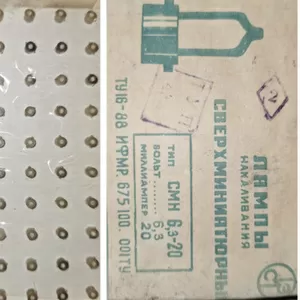 ЛАМПЫ
НАКАЛИВАНИЯ
СВЕРХМИНИАТЮРНЫЕ
ТИП СМН 6,3-20
ВОЛЬТ 6,3
МИЛЛИАМПЕР 20
ТУ16-88 ИФМР. 675100. 001ТУ
2